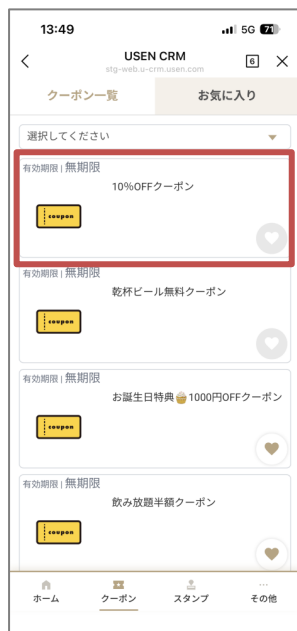 13:49
5G 71
USEN CRM
stg-web.u-crm.usen.com
6
クーポン一覧
お気に入り
選択してください
有効期限 | 無期限
10%OFFクーポン
coupon
有効期限 | 無期限
乾杯ビール無料クーポン
coupon
有効期限 | 無期限
お誕生日特典🧁1000円OFFクーポン
coupon
有効期限 | 無期限
飲み放題半額クーポン
coupon
ホーム
クーポン
スタンプ
その他